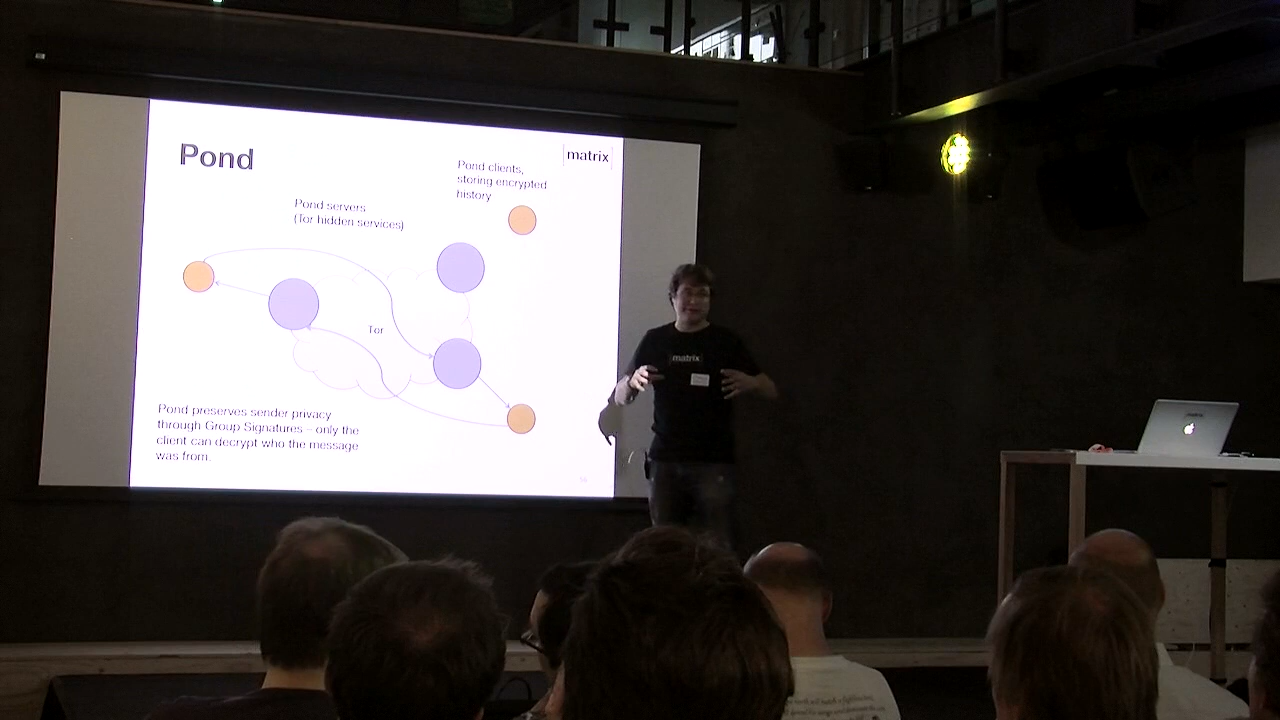 Pond
matrix
Pond clients,
storing encrypted
history
Pond servers
(Tor hidden services)
Tor
Pond preserves sender privacy
through Group Signatures – only the
client can decrypt who the message
was from.
matrix